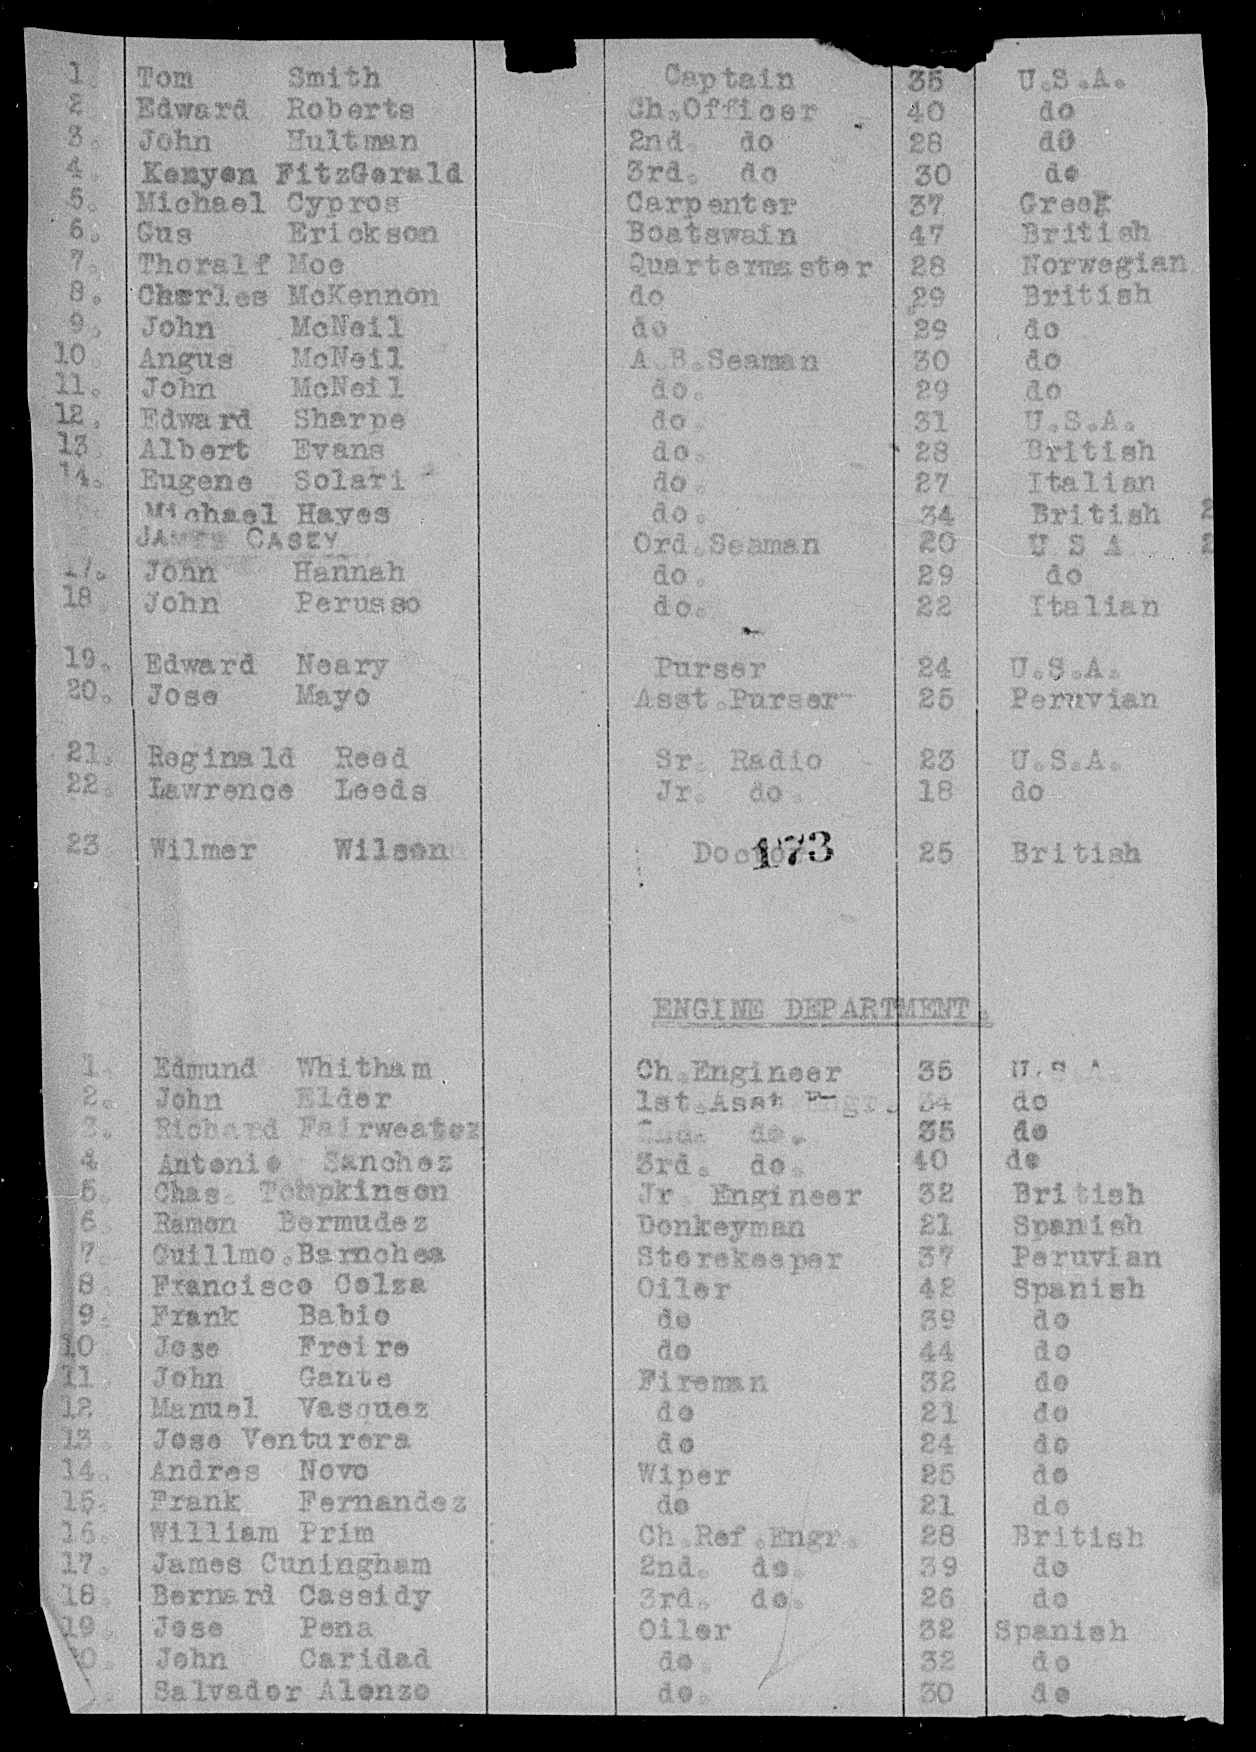 1 Tom Smith Captain 35 U.S.A.
2 Edward Roberts Ch.Officer 40 do
3. John Hultman 2nd. do 28 do
4. Kenyon FitzGerald 3rd. do 30 do
5. Michael Cypros Carpenter 37 Greek
6. Gus Erickson Boatswain 47 British
7. Thoralf Moe Quartermaster 28 Norwegian
8. Charles McKennon do 29 British
9. John McNeil do 29 do
10 Angus McNeil A.B.Seaman 30 do
11. John McNeil do. 29 do
12. Edward Sharpe do. 31 U.S.A.
13 Albert Evans do. 28 British
14. Eugene Solari do. 27 Italian
Michael Hayes do. 34 British 2
JAMES CASEY Ord.Seaman 20 U S A 2
17. John Hannah do. 29 do
18 John Perusso do. 22 Italian
19. Edward Neary Purser 24 U.S.A.
20. Jose Mayo Asst.Purser 25 Peruvian
21. Reginald Reed Sr. Radio 23 U.S.A.
22. Lawrence Leeds Jr. do. 18 do
23 Wilmer Wilson Doctor 173 25 British
ENGINE DEPARTMENT.
1. Edmund Whitham Ch.Engineer 35 U.S.A.
2. John Elder 1st.Asst Engr. 34 do
3. Richard Fairweater 2nd. do. 35 do
4 Antonio Sanchez 3rd. do. 40 do
5. Chas. Tompkinson Jr. Engineer 32 British
6. Ramon Bermudez Donkeyman 21 Spanish
7. Guillmo.Barnchea Storekeeper 37 Peruvian
8. Francisco Colza Oiler 42 Spanish
9. Frank Babio do 39 do
10 Jose Freire do 44 do
11. John Gante Fireman 32 do
12 Manuel Vasquez do 21 do
13. Jose Venturera do 24 do
14. Andres Novo Wiper 25 do
15. Frank Fernandez do 21 do
16. William Prim Ch.Ref.Engr. 28 British
17. James Cuningham 2nd. do. 39 do
18. Bernard Cassidy 3rd. do. 26 do
19. Jose Pena Oiler 32 Spanish
0. John Caridad do. 32 do
Salvador Alonzo do. 30 do